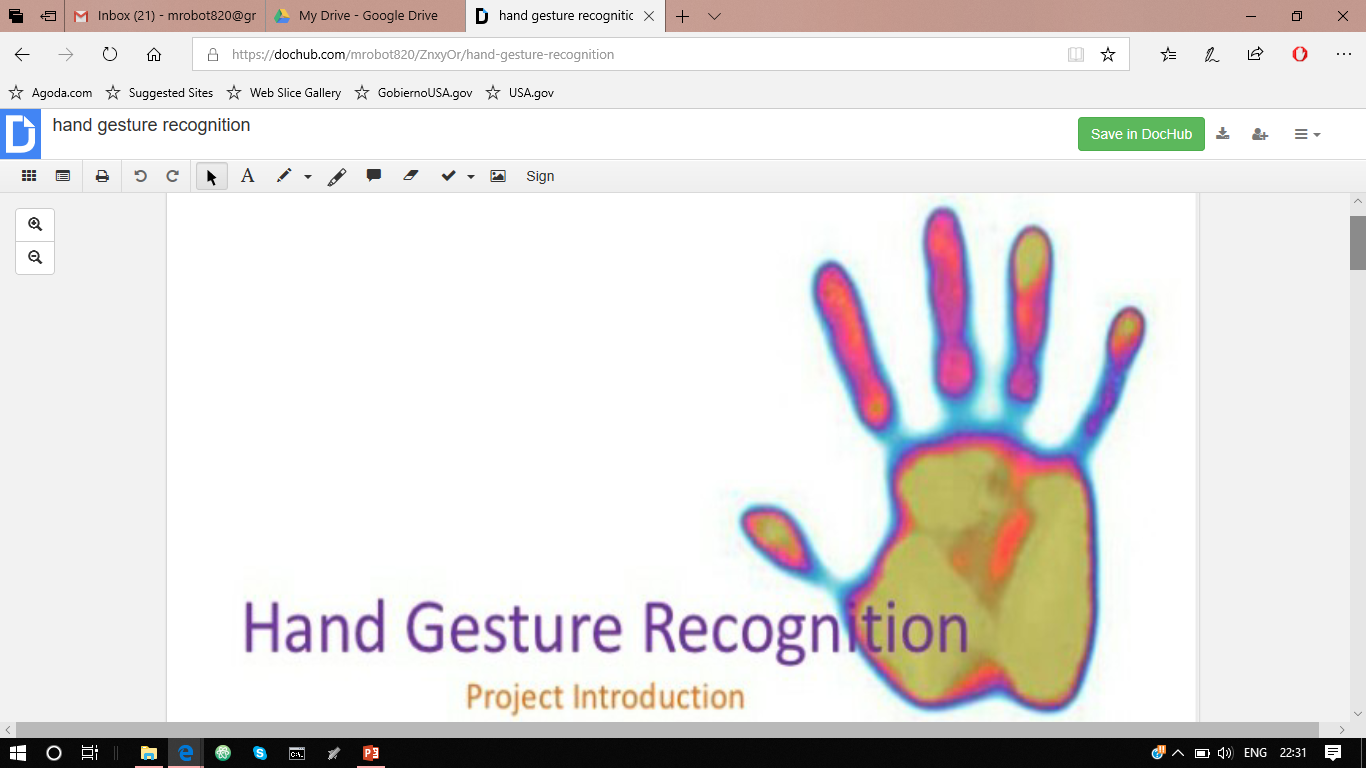 Inbox (21) - mrobot820@gr
My Drive - Google Drive
hand gesture recognitic
https://dochub.com/mrobot820/ZnxyOr/hand-gesture-recognition
Agoda.com
Suggested Sites
Web Slice Gallery
GobiernoUSA.gov
USA.gov
hand gesture recognition
Save in DocHub
A
Sign
Hand Gesture Recognition
Project Introduction
ENG
22:31